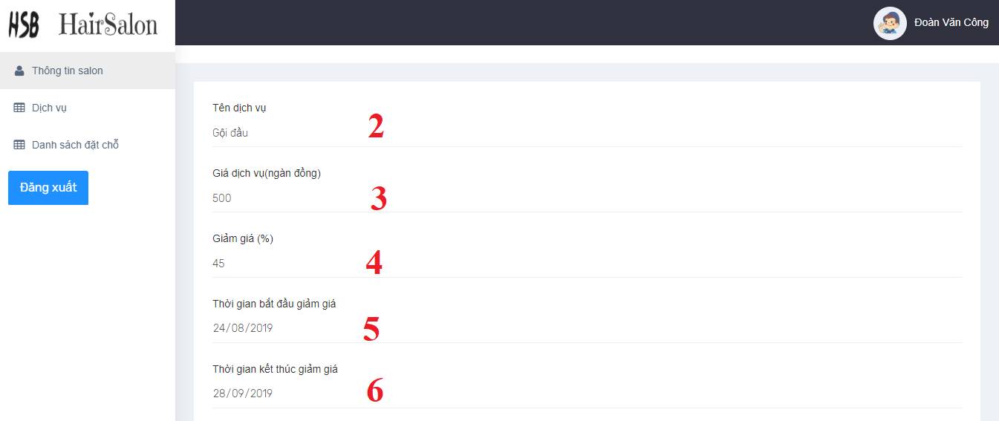 HSB HairSalon
Đoàn Văn Công
Thông tin salon
Dịch vụ
Danh sách đặt chỗ
Đăng xuất
Tên dịch vụ
Gội đầu
2
Giá dịch vụ(ngàn đồng)
500
3
Giảm giá (%)
45
4
Thời gian bắt đầu giảm giá
24/08/2019
5
Thời gian kết thúc giảm giá
28/09/2019
6